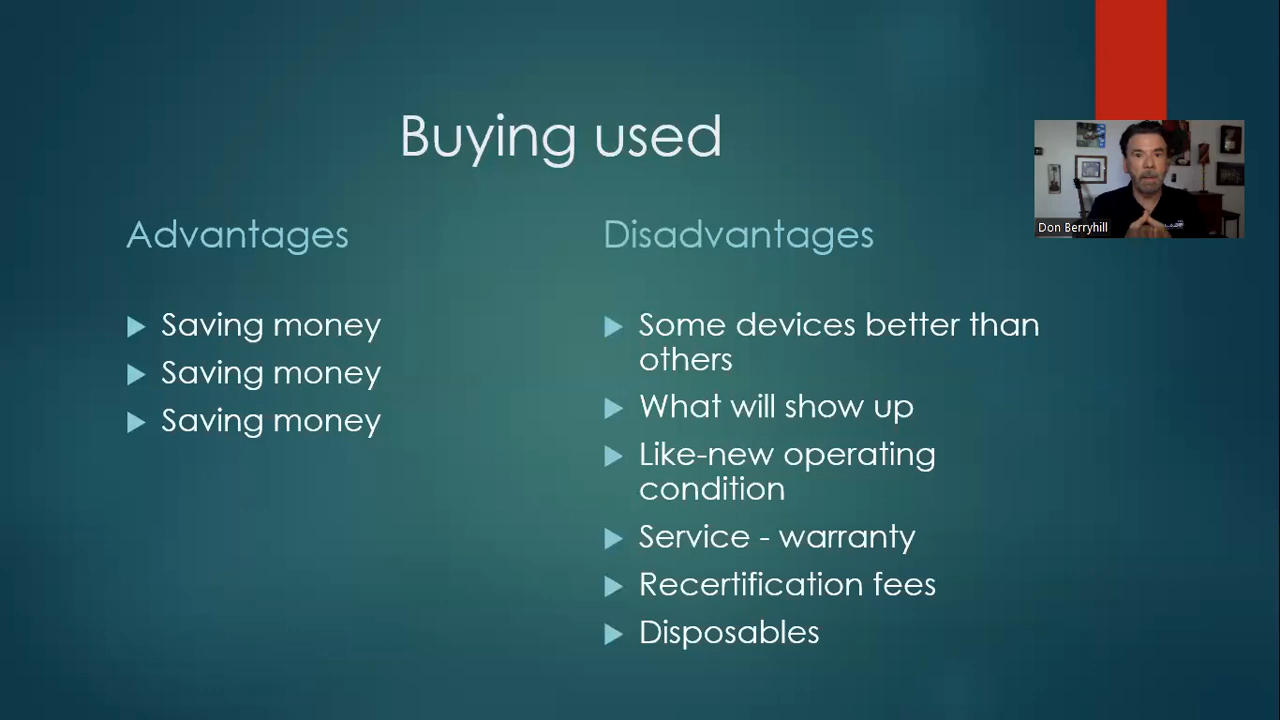 Buying used
Advantages
Saving money
Saving money
Saving money
Disadvantages
Some devices better than
others
What will show up
Like-new operating
condition
Service - warranty
Recertification fees
Disposables
Don Berryhill